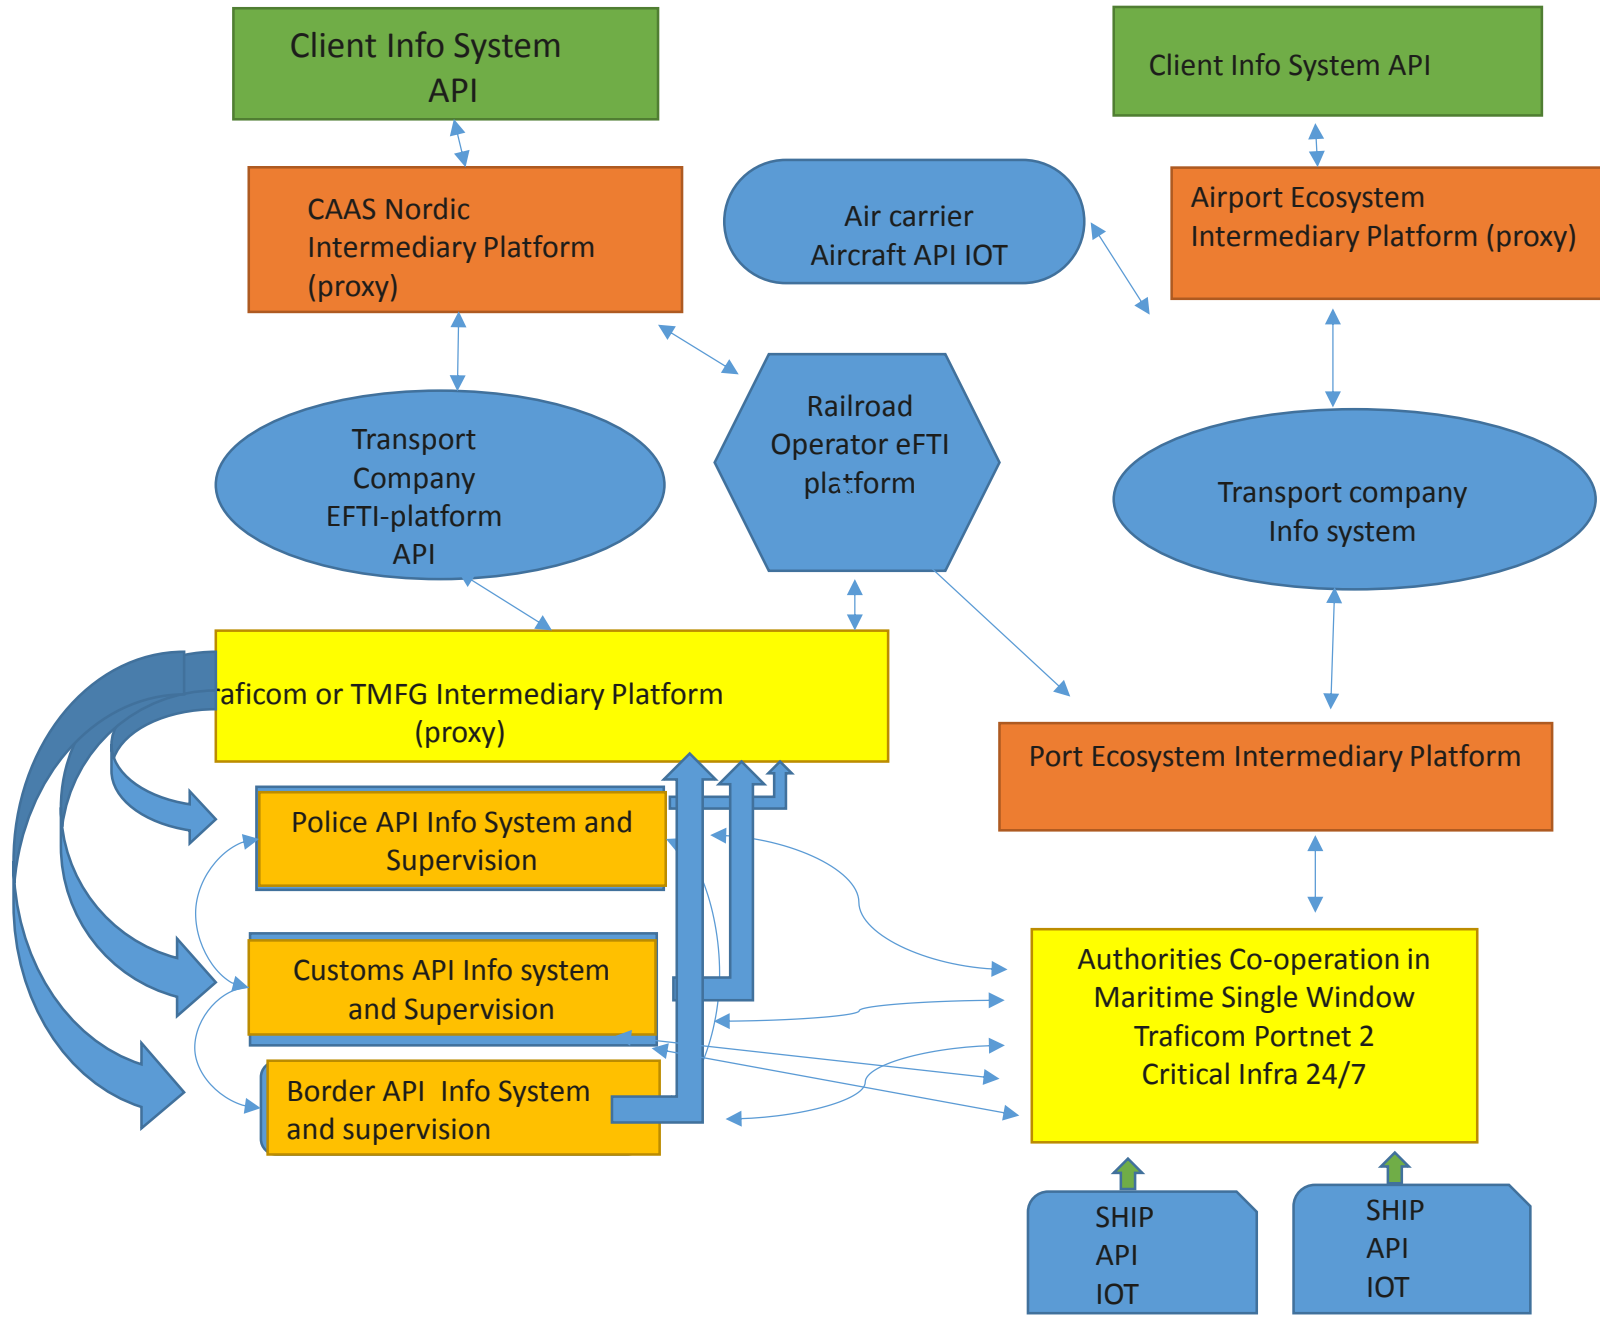 Client Info System
API
Client Info System API
CAAS Nordic
Intermediary Platform
(proxy)
Air carrier
Aircraft API IOT
Airport Ecosystem
Intermediary Platform (proxy)
Transport
Company
EFTI-platform
API
Railroad
Operator eFTI
platform
Transport company
Info system
raficom or TMFG Intermediary Platform
(proxy)
Port Ecosystem Intermediary Platform
Police API Info System and
Supervision
Customs API Info system
and Supervision
Border API Info System
and supervision
Authorities Co-operation in
Maritime Single Window
Traficom Portnet 2
Critical Infra 24/7
SHIP
API
IOT
SHIP
API
IOT